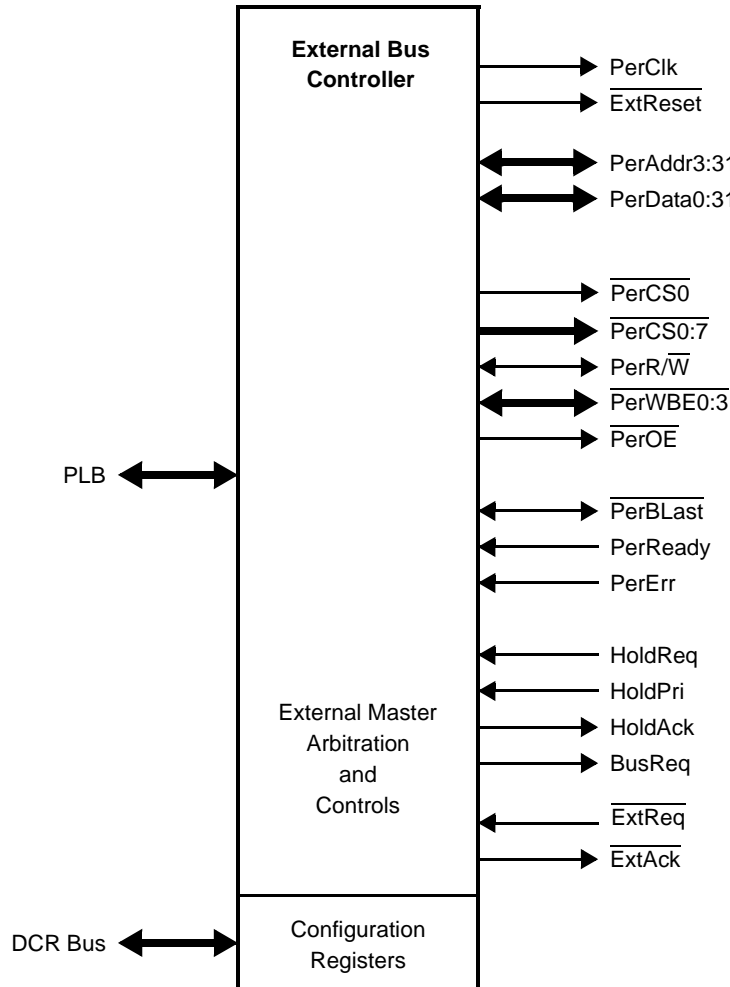 External Bus
Controller
PerClk
ExtReset
PerAddr3:31
PerData0:31
PerCS0
PerCS0:7
PerR/W
PerWBE0:3
PerOE
PLB
PerBLast
PerReady
PerErr
HoldReq
HoldPri
HoldAck
BusReq
External Master
Arbitration
and
Controls
ExtReq
ExtAck
DCR Bus
Configuration
Registers